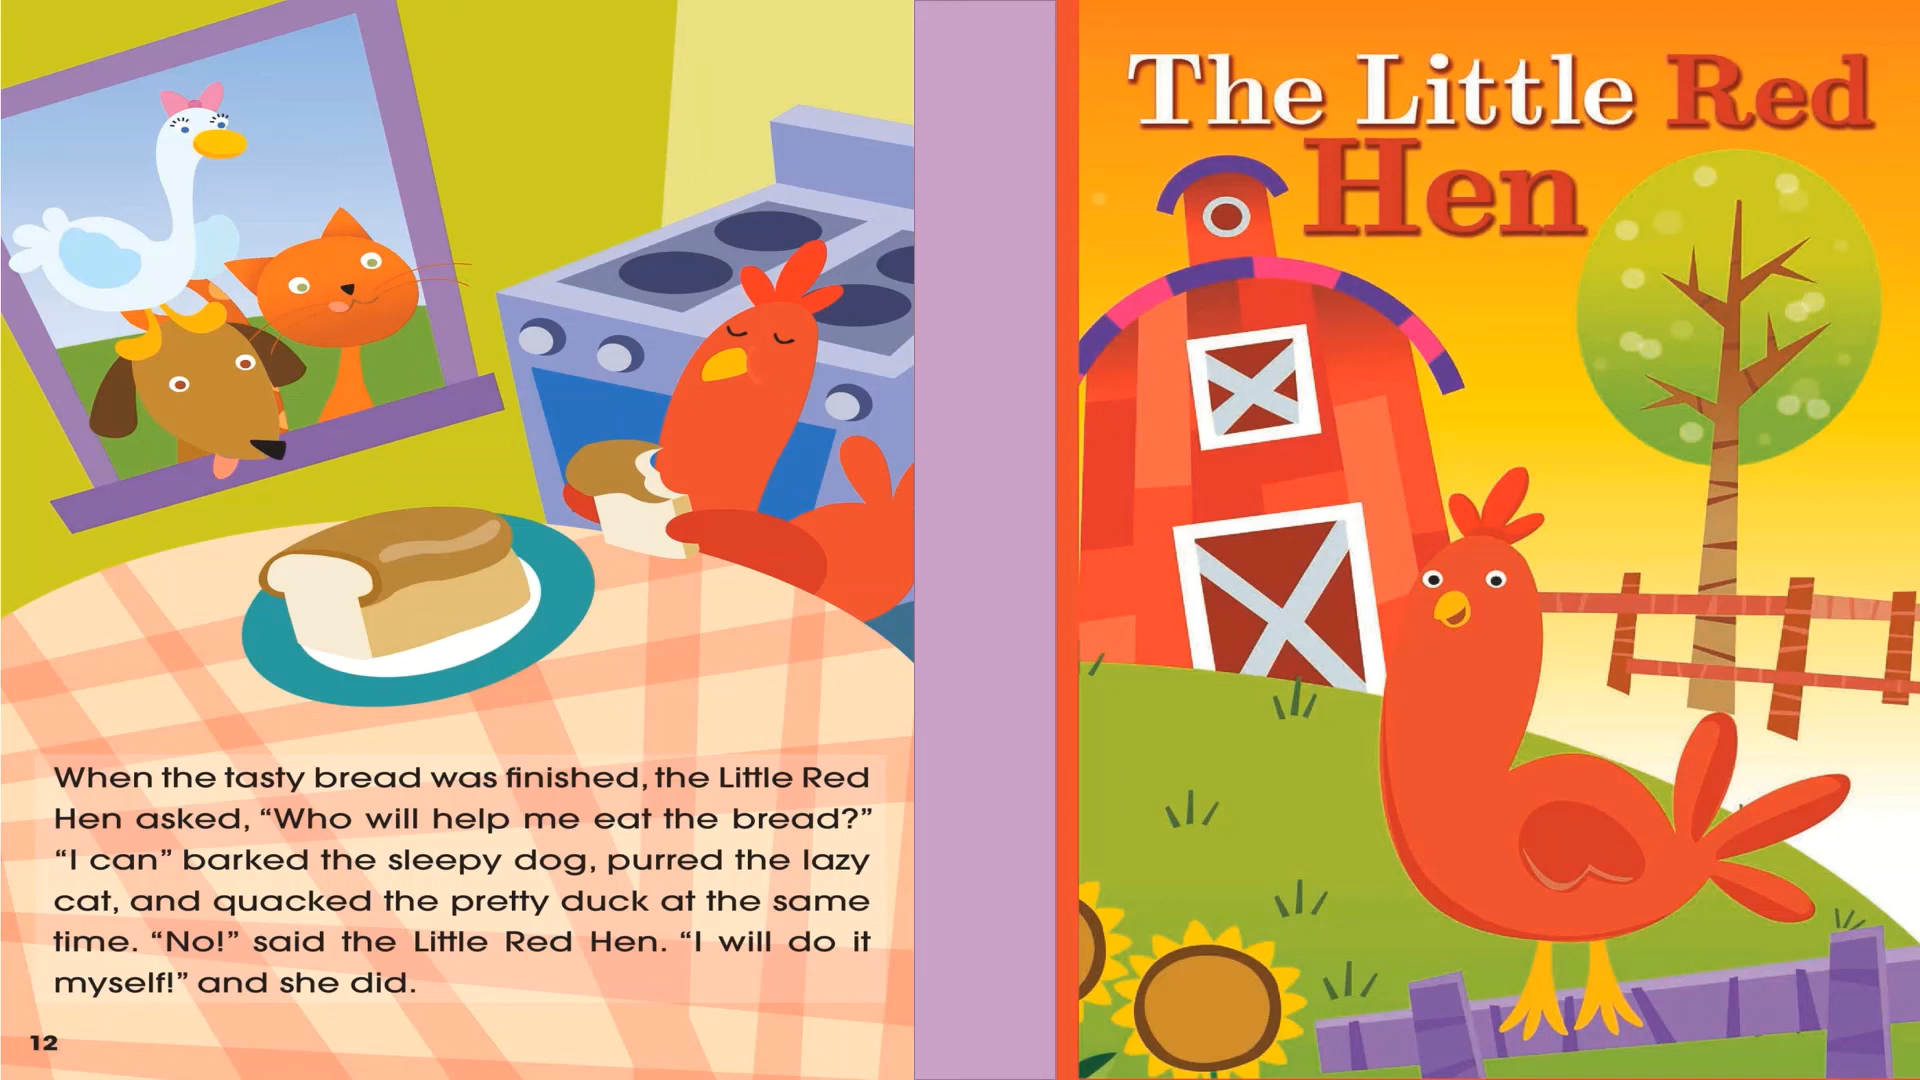 When the tasty bread was finished, the Little Red
Hen asked, “Who will help me eat the bread?”
“I can” barked the sleepy dog, purred the lazy
cat, and quacked the pretty duck at the same
time. “No!” said the Little Red Hen. “I will do it
myself!” and she did.
12
The Little Red
Hen